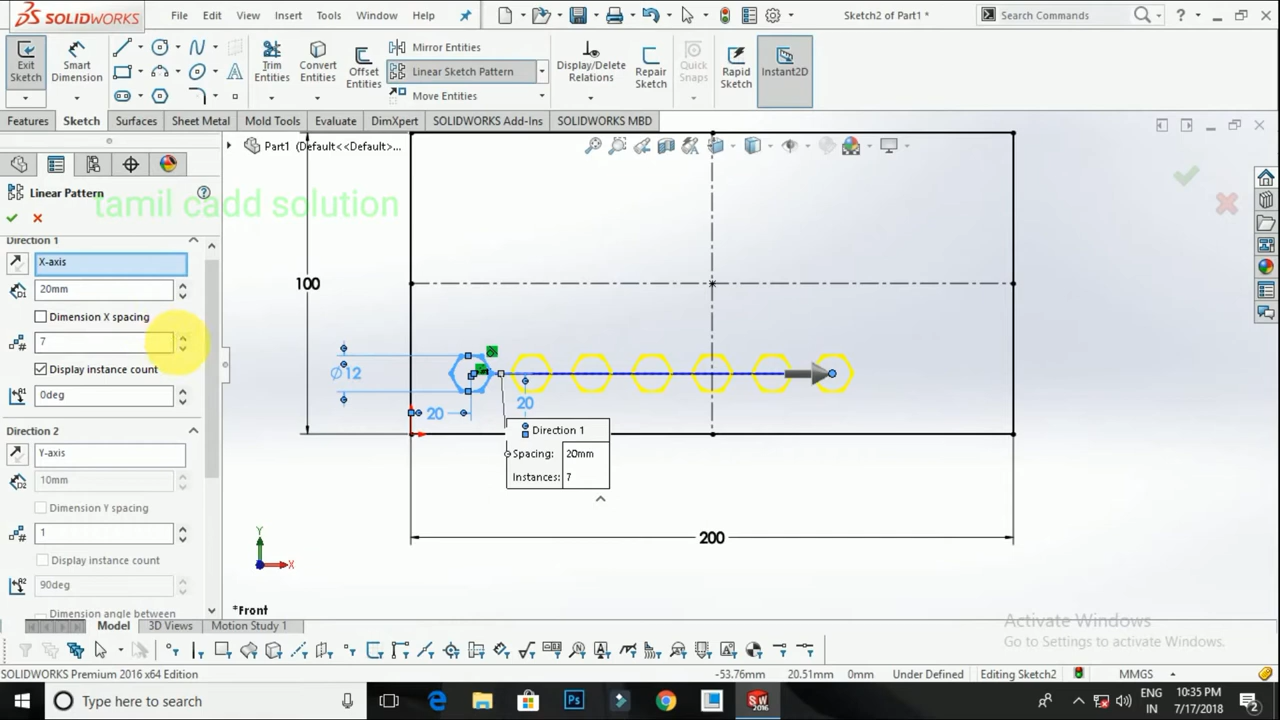 SOLIDWORKS
File
Edit
View
Insert
Tools
Window
Help
Sketch2 of Part1 *
Search Commands
Exit Sketch
Smart Dimension
Trim Entities
Convert Entities
Offset Entities
Mirror Entities
Linear Sketch Pattern
Move Entities
Display/Delete Relations
Repair Sketch
Quick Snaps
Rapid Sketch
Instant2D
Features
Sketch
Surfaces
Sheet Metal
Mold Tools
Evaluate
DimXpert
SOLIDWORKS Add-Ins
SOLIDWORKS MBD
Part1 (Default<<Default>...
Linear Pattern
tamil cadd solution
Direction 1
X-axis
20mm
Dimension X spacing
7
Display instance count
0deg
Direction 2
Y-axis
10mm
Dimension Y spacing
1
Display instance count
90deg
Dimension angle between
100
Ø12
20
20
Direction 1
Spacing: 20mm
Instances: 7
200
Y
X
*Front
Activate Windows
Go to Settings to activate Windows.
Model
3D Views
Motion Study 1
SOLIDWORKS Premium 2016 x64 Edition
-53.76mm
20.51mm
0mm
Under Defined
Editing Sketch2
MMGS
Type here to search
ENG
IN
10:35 PM
7/17/2018